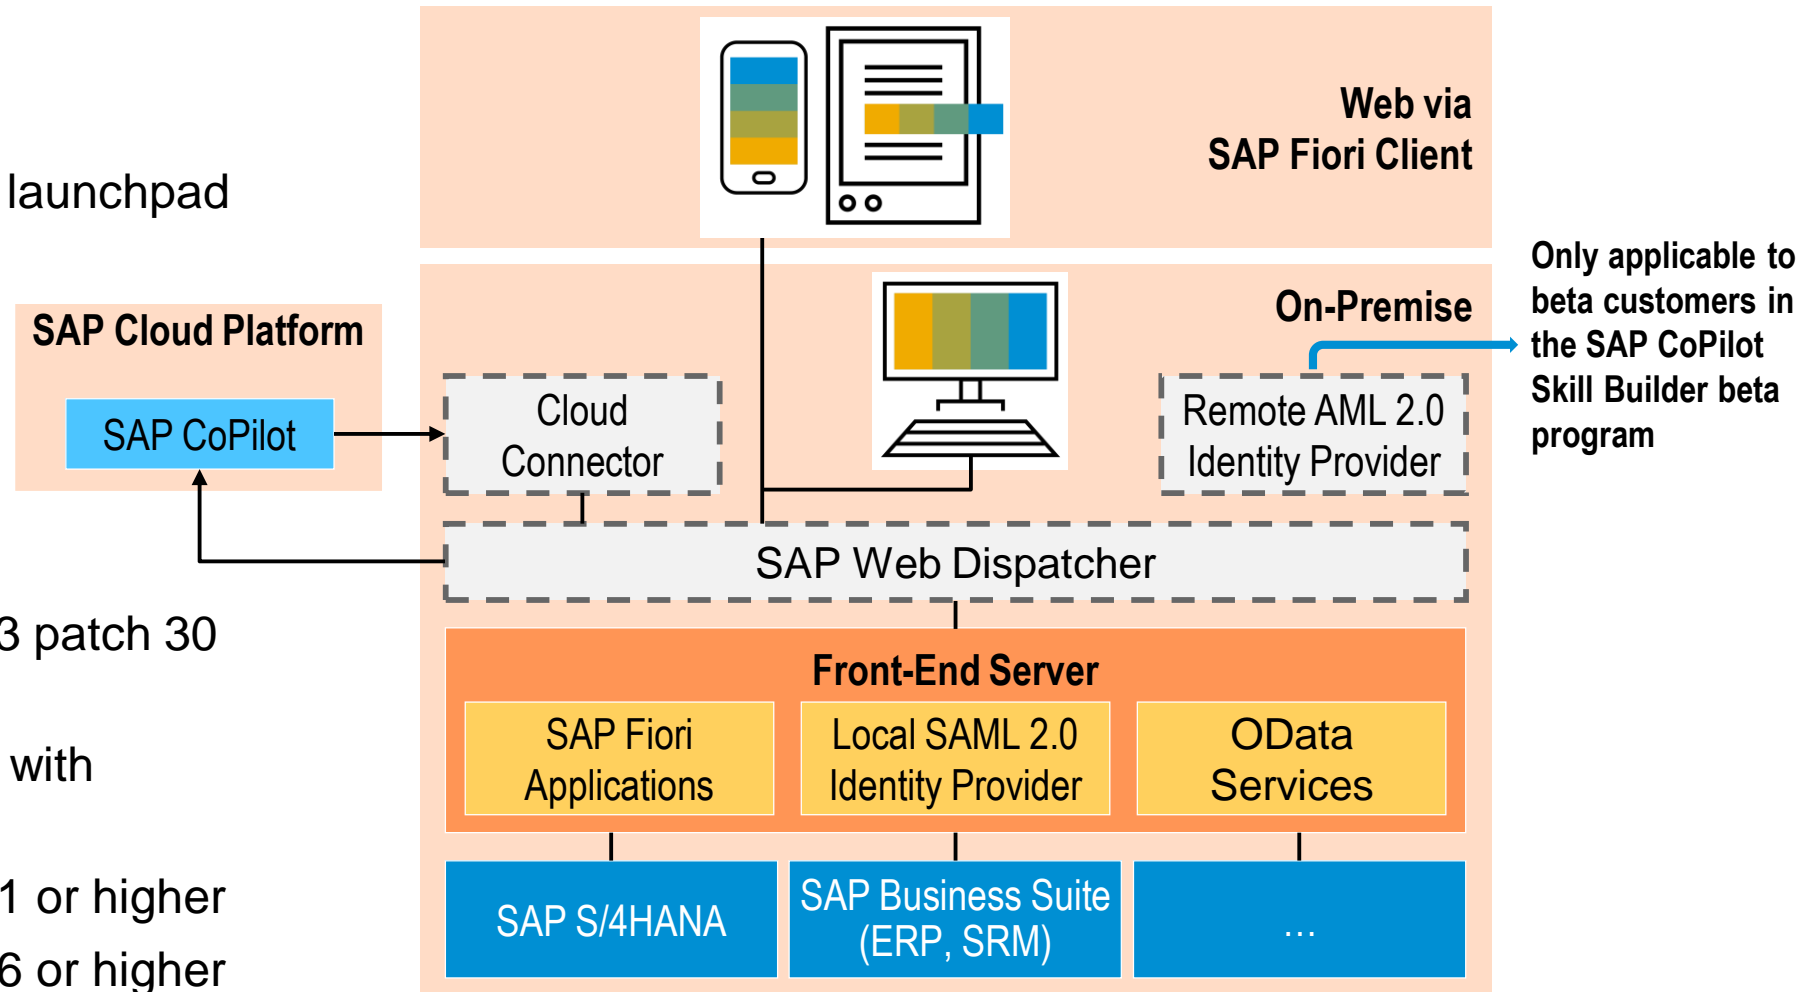 launchpad
3 patch 30
with
1 or higher
6 or higher
Web via
SAP Fiori Client
SAP Cloud Platform
SAP CoPilot
On-Premise
Cloud
Connector
Remote AML 2.0
Identity Provider
Only applicable to
beta customers in
the SAP CoPilot
Skill Builder beta
program
SAP Web Dispatcher
Front-End Server
SAP Fiori
Applications
Local SAML 2.0
Identity Provider
OData
Services
SAP S/4HANA
SAP Business Suite
(ERP, SRM)
...